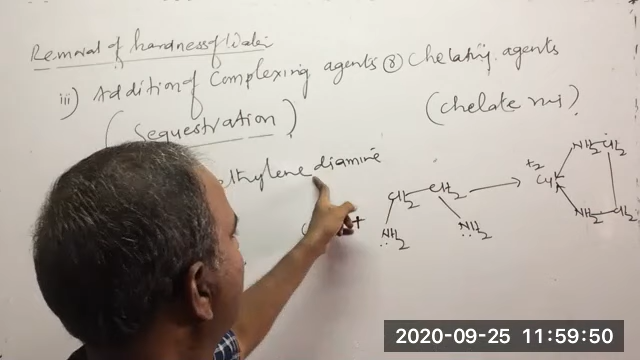 Removal of hardness of Water
iii) Addition of Complexing agents (or) Chelating agents
(Sequestration)
(Chelate ring)
ethylene diamine
+
CH2 CH2
NH2 NH2
+2
Cu
NH2 CH2
NH2 CH2
2020-09-25 11:59:50